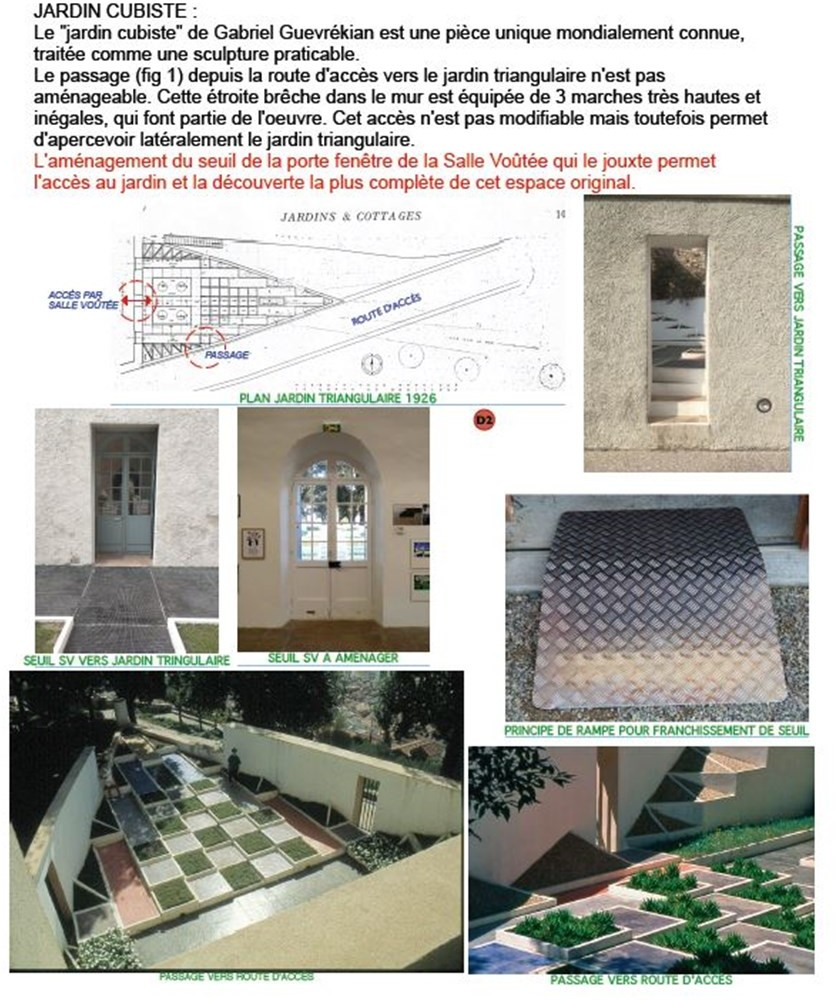 JARDIN CUBISTE :
Le "jardin cubiste" de Gabriel Guevrékian est une pièce unique mondialement connue,
traitée comme une sculpture praticable.
Le passage (fig 1) depuis la route d'accès vers le jardin triangulaire n'est pas
aménageable. Cette étroite brêche dans le mur est équipée de 3 marches très hautes et
inégales, qui font partie de l'oeuvre. Cet accès n'est pas modifiable mais toutefois permet
d'apercevoir latéralement le jardin triangulaire.
L'aménagement du seuil de la porte fenêtre de la Salle Voûtée qui le jouxte permet
l'accès au jardin et la découverte la plus complète de cet espace original.
JARDINS & COTTAGES
ACCÈS PAR
SALLE VOÛTÉE
ROUTE D'ACCÈS
PASSAGE
PLAN JARDIN TRIANGULAIRE 1926
PASSAGE VERS JARDIN TRIANGULAIRE
D2
SEUIL SV VERS JARDIN TRINGULAIRE
SEUIL SV A AMENAGER
PRINCIPE DE RAMPE POUR FRANCHISSEMENT DE SEUIL
PASSAGE VERS ROUTE D'ACCES
PASSAGE VERS ROUTE D'ACCES